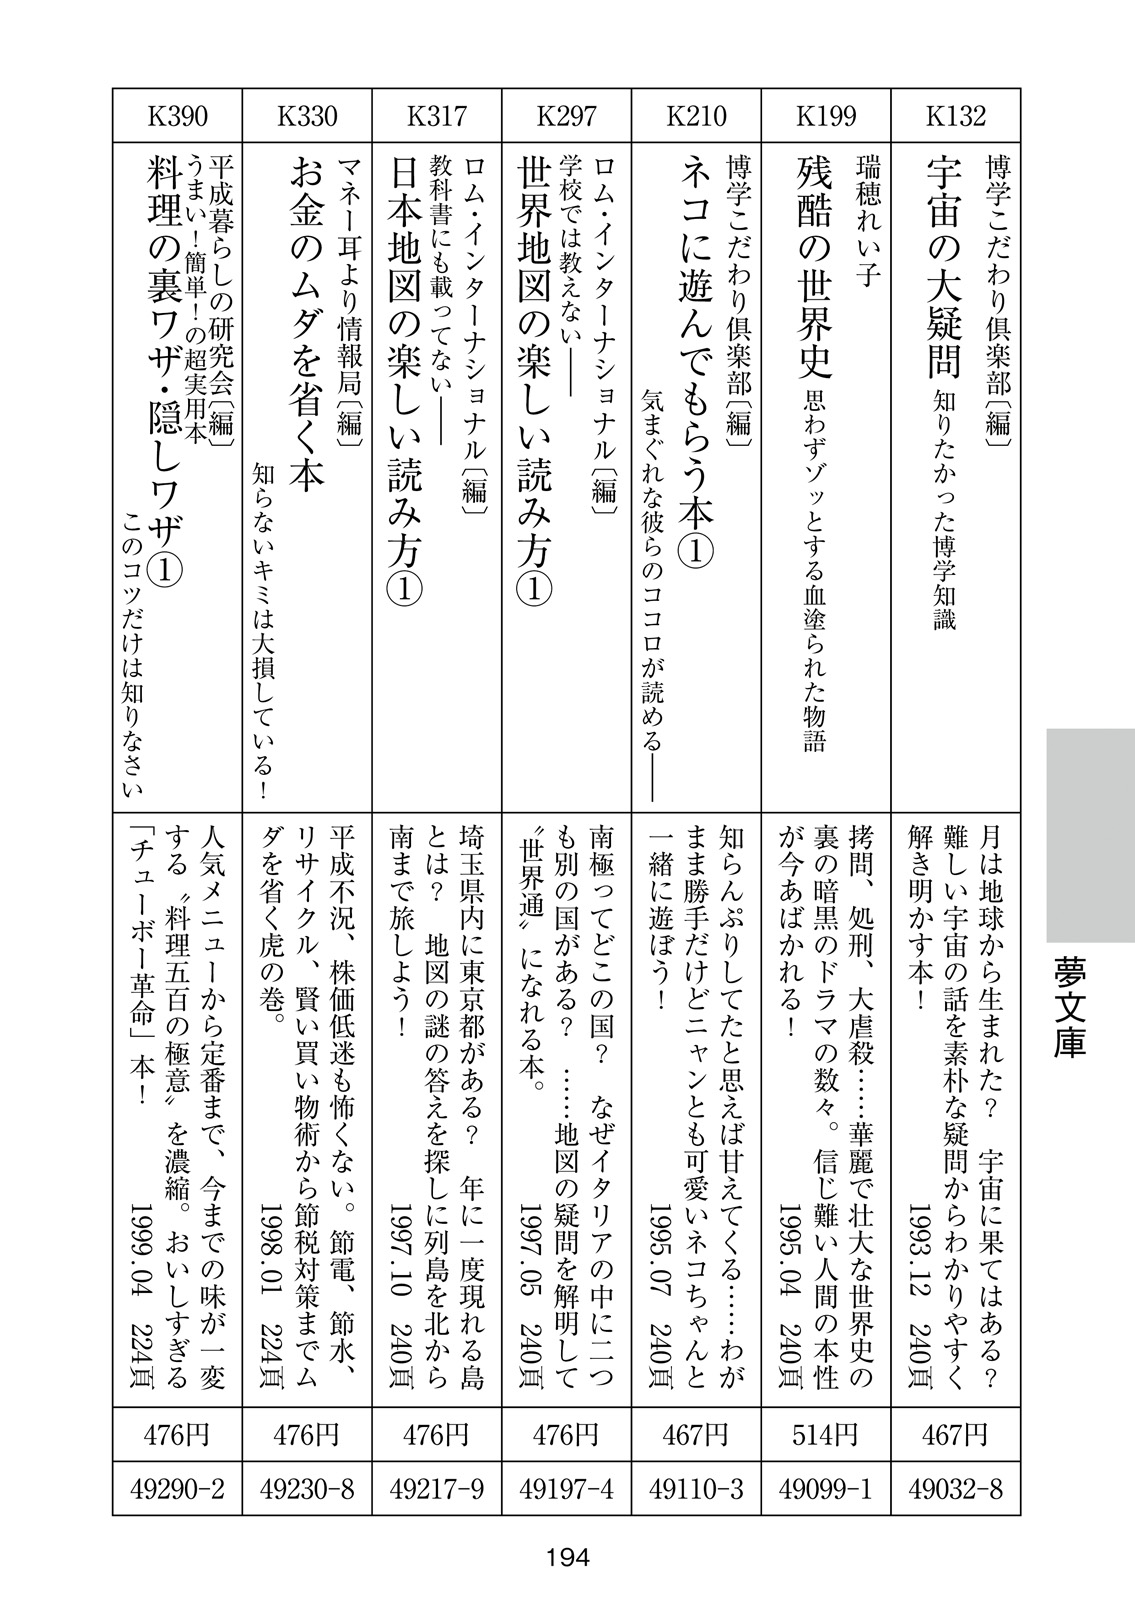 夢文庫
K132
博学こだわり倶楽部〔編〕
宇宙の大疑問 知りたかった博学知識
月は地球から生まれた？　宇宙に果てはある？
難しい宇宙の話を素朴な疑問からわかりやすく
解き明かす本！
1993.12　240頁
467円
49032-8
K199
瑞穂れい子
残酷の世界史 思わずゾッとする血塗られた物語
拷問、処刑、大虐殺……華麗で壮大な世界史の
裏の暗黒のドラマの数々。信じ難い人間の本性
が今あばかれる！
1995.04　240頁
514円
49099-1
K210
博学こだわり倶楽部〔編〕
ネコに遊んでもらう本①
気まぐれな彼らのココロが読める——
知らんぷりしてたと思えば甘えてくる……わが
まま勝手だけどニャンとも可愛いネコちゃんと
一緒に遊ぼう！
1995.07　240頁
467円
49110-3
K297
ロム・インターナショナル〔編〕
学校では教えない——
世界地図の楽しい読み方①
南極ってどこの国？　なぜイタリアの中に二つ
も別の国がある？　……地図の疑問を解明して
〝世界通〟になれる本。
1997.05　240頁
476円
49197-4
K317
ロム・インターナショナル〔編〕
教科書にも載ってない——
日本地図の楽しい読み方①
埼玉県内に東京都がある？　年に一度現れる島
とは？　地図の謎の答えを探しに列島を北から
南まで旅しよう！
1997.10　240頁
476円
49217-9
K330
マネー耳より情報局〔編〕
お金のムダを省く本
知らないキミは大損している！
平成不況、株価低迷も怖くない。節電、節水、
リサイクル、賢い買い物術から節税対策までム
ダを省く虎の巻。
1998.01　224頁
476円
49230-8
K390
平成暮らしの研究会〔編〕
うまい！簡単！の超実用本
料理の裏ワザ・隠しワザ①
このコツだけは知りなさい
人気メニューから定番まで、今までの味が一変
する〝料理五百の極意〟を濃縮。おいしすぎる
「チューボー革命」本！
1999.04　224頁
476円
49290-2
194